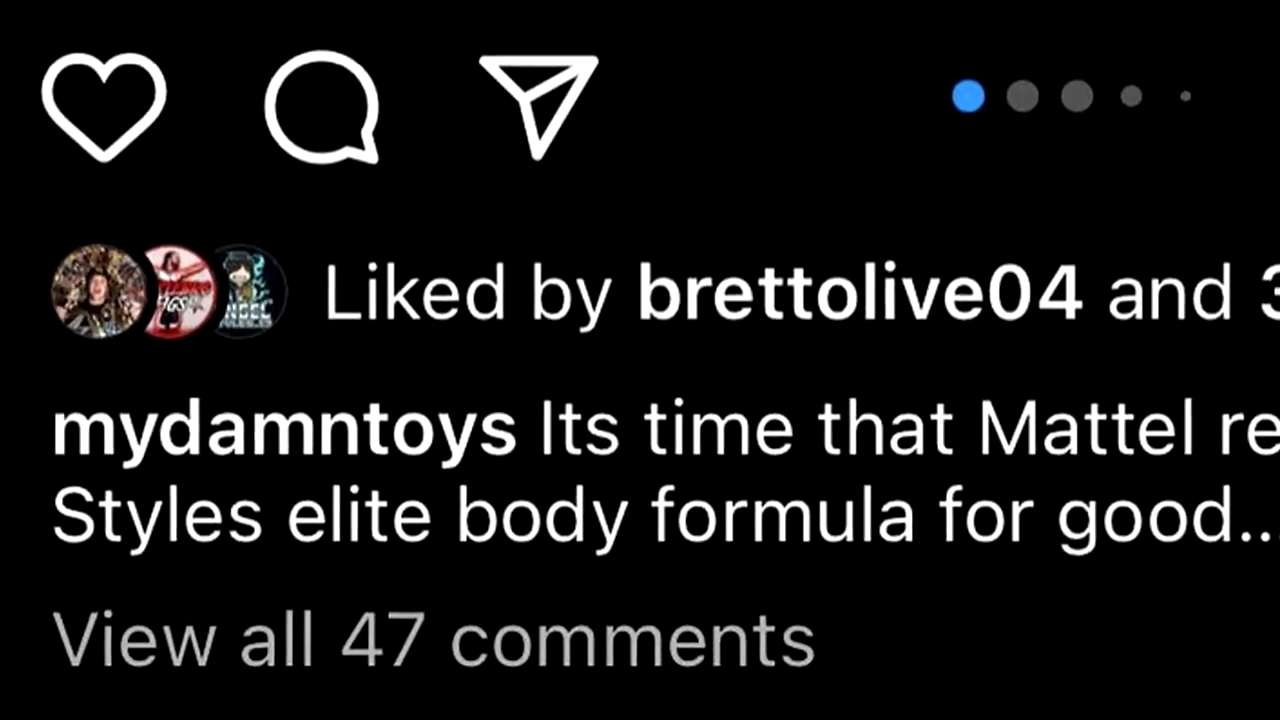 Liked by brettolive04 and
mydamntoys Its time that Mattel re
Styles elite body formula for good...
View all 47 comments